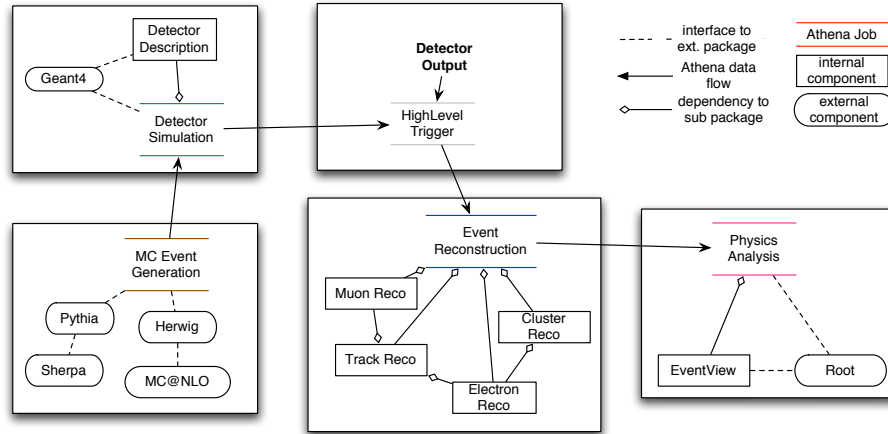 Detector
Description
Geant4
Detector
Simulation
Detector
Output
HighLevel
Trigger
interface to
ext. package
Athena data
flow
dependency to
sub package
Athena Job
internal
component
external
component
MC Event
Generation
Pythia
Herwig
Sherpa
MC@NLO
Event
Reconstruction
Muon Reco
Cluster
Reco
Track Reco
Electron
Reco
Physics
Analysis
EventView
Root